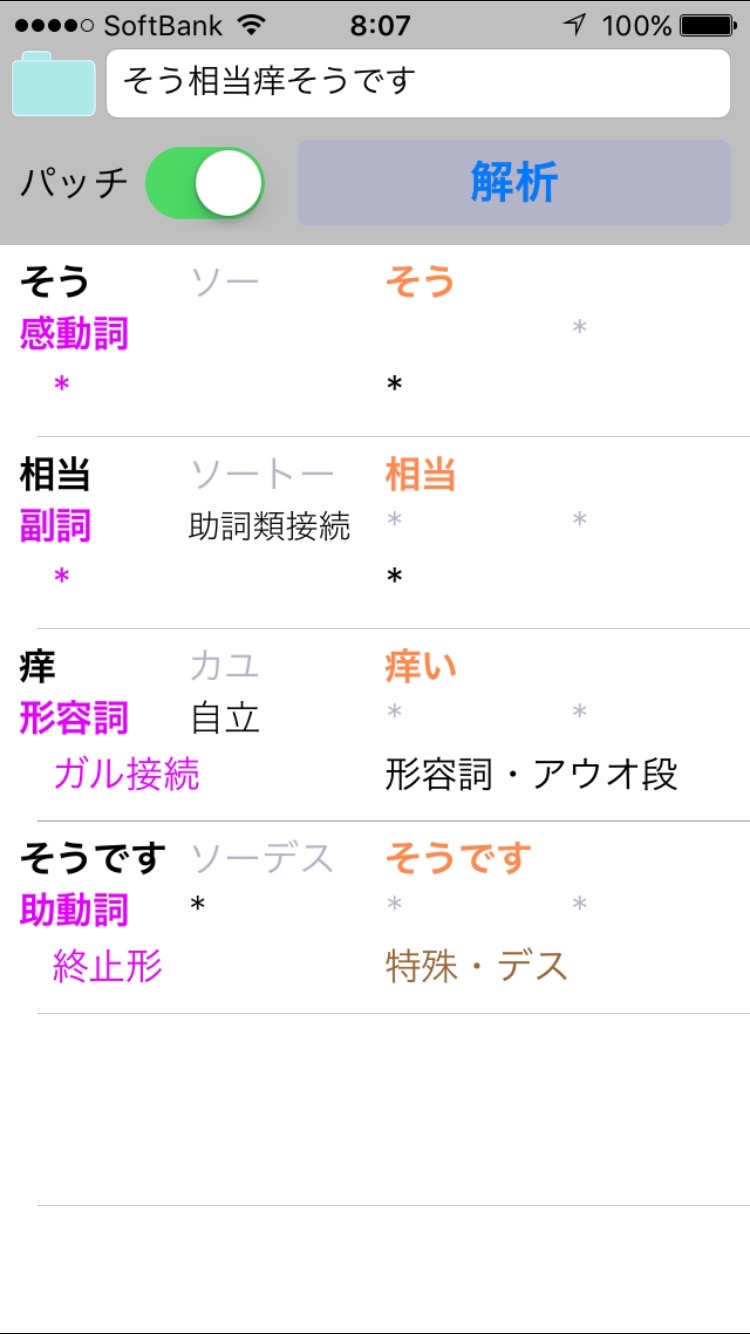 SoftBank 8:07 100%
そう相当痒そうです
パッチ 解析
そう ソー そう
感動詞 *
* *
相当 ソートー 相当
副詞 助詞類接続 * *
* *
痒 カユ 痒い
形容詞 自立 * *
ガル接続 形容詞・アウオ段
そうです ソーデス そうです
助動詞 * * *
終止形 特殊・デス